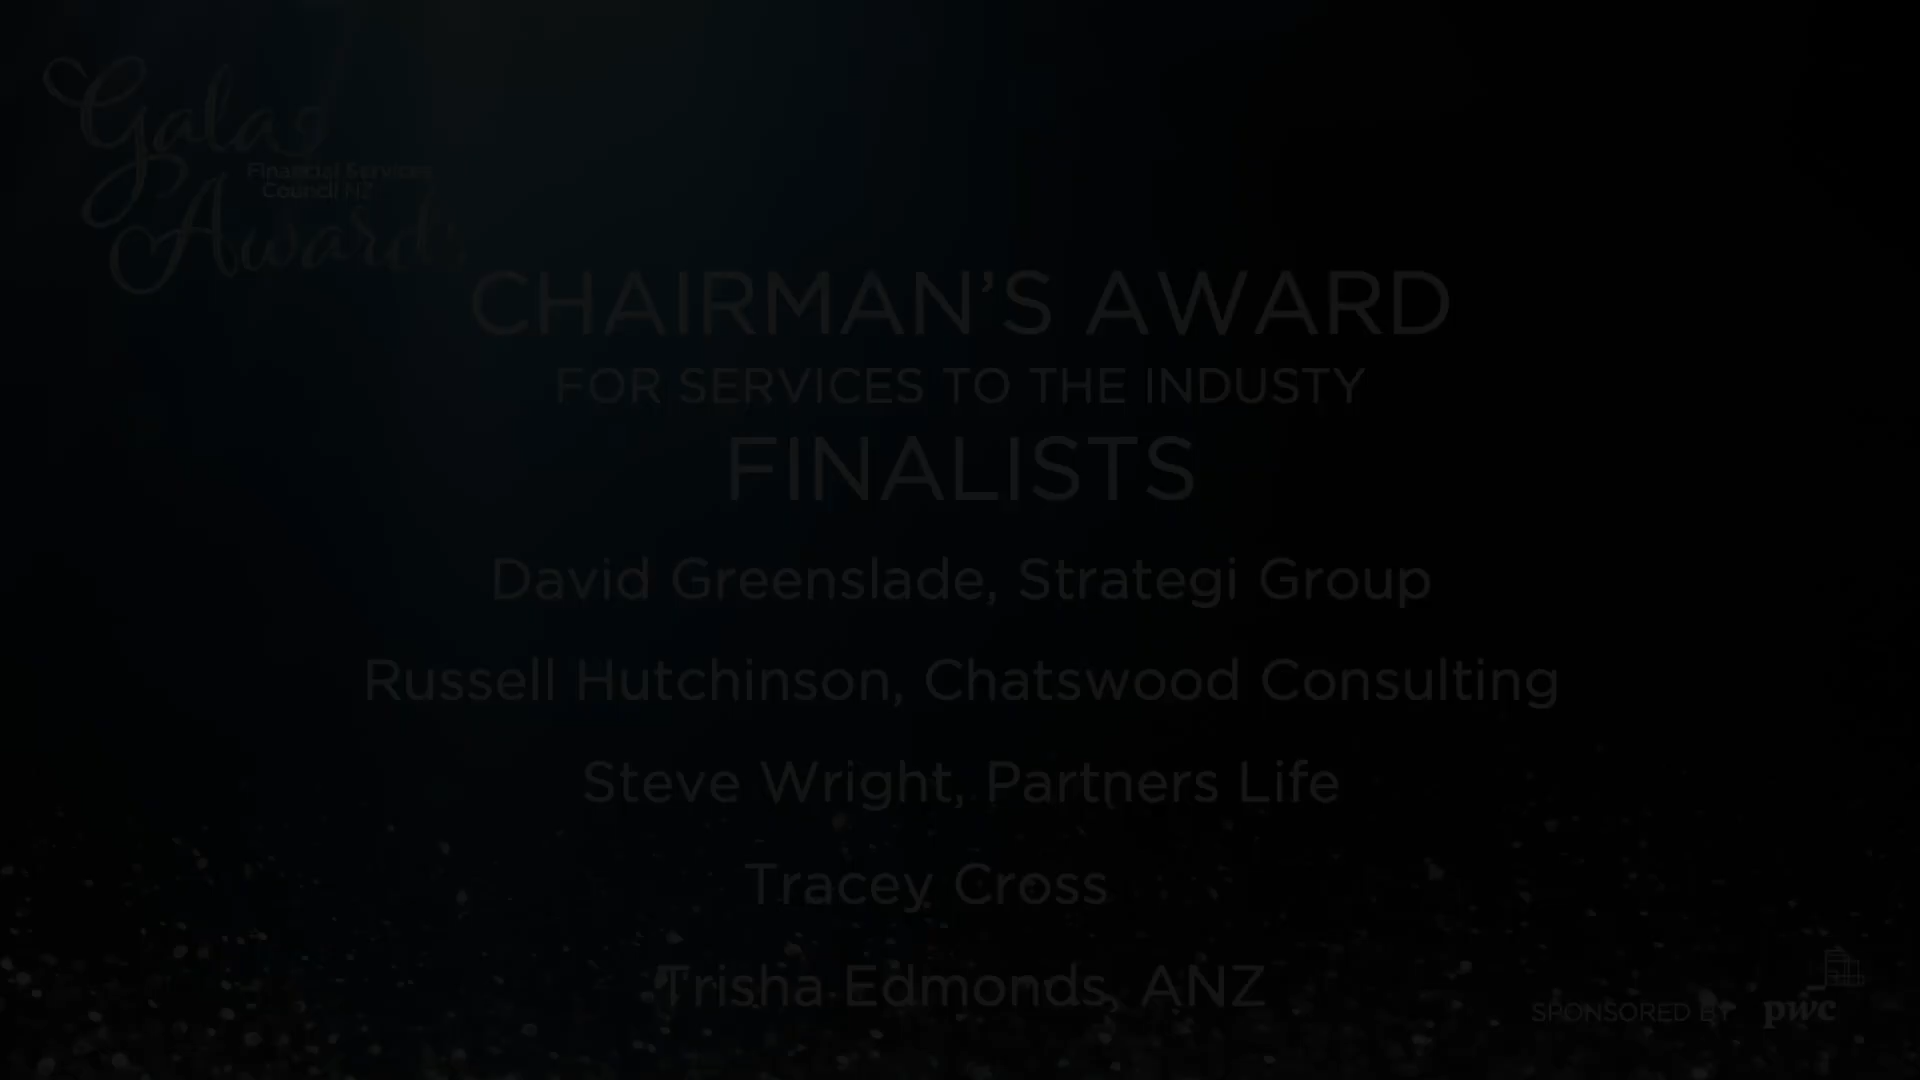 Gala
Financial Services
Council NZ
Awards
CHAIRMAN'S AWARD
FOR SERVICES TO THE INDUSTY
FINALISTS
David Greenslade, Strategi Group
Russell Hutchinson, Chatswood Consulting
Steve Wright, Partners Life
Tracey Cross
Trisha Edmonds, ANZ
SPONSORED BY pwc